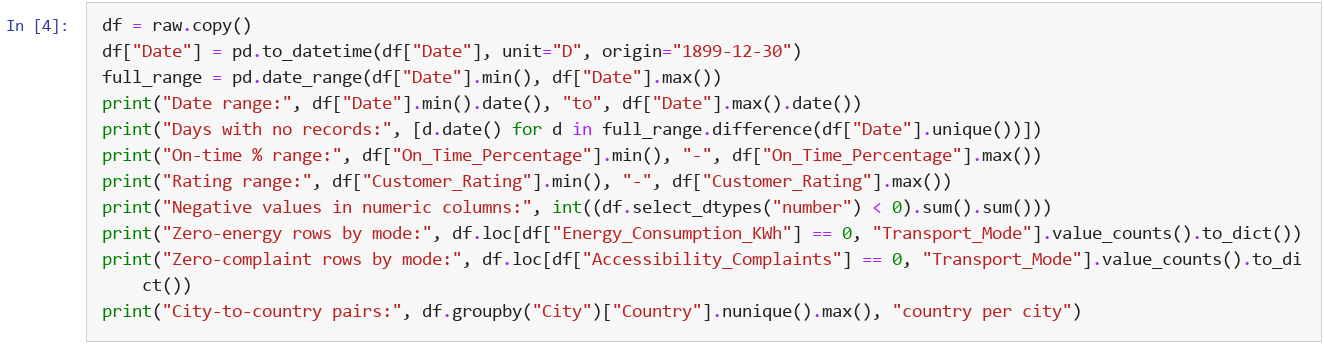 In [4]:
df = raw.copy()
df["Date"] = pd.to_datetime(df["Date"], unit="D", origin="1899-12-30")
full_range = pd.date_range(df["Date"].min(), df["Date"].max())
print("Date range:", df["Date"].min().date(), "to", df["Date"].max().date())
print("Days with no records:", [d.date() for d in full_range.difference(df["Date"].unique())])
print("On-time % range:", df["On_Time_Percentage"].min(), "-", df["On_Time_Percentage"].max())
print("Rating range:", df["Customer_Rating"].min(), "-", df["Customer_Rating"].max())
print("Negative values in numeric columns:", int((df.select_dtypes("number") < 0).sum().sum()))
print("Zero-energy rows by mode:", df.loc[df["Energy_Consumption_KWh"] == 0, "Transport_Mode"].value_counts().to_dict())
print("Zero-complaint rows by mode:", df.loc[df["Accessibility_Complaints"] == 0, "Transport_Mode"].value_counts().to_di
ct())
print("City-to-country pairs:", df.groupby("City")["Country"].nunique().max(), "country per city")